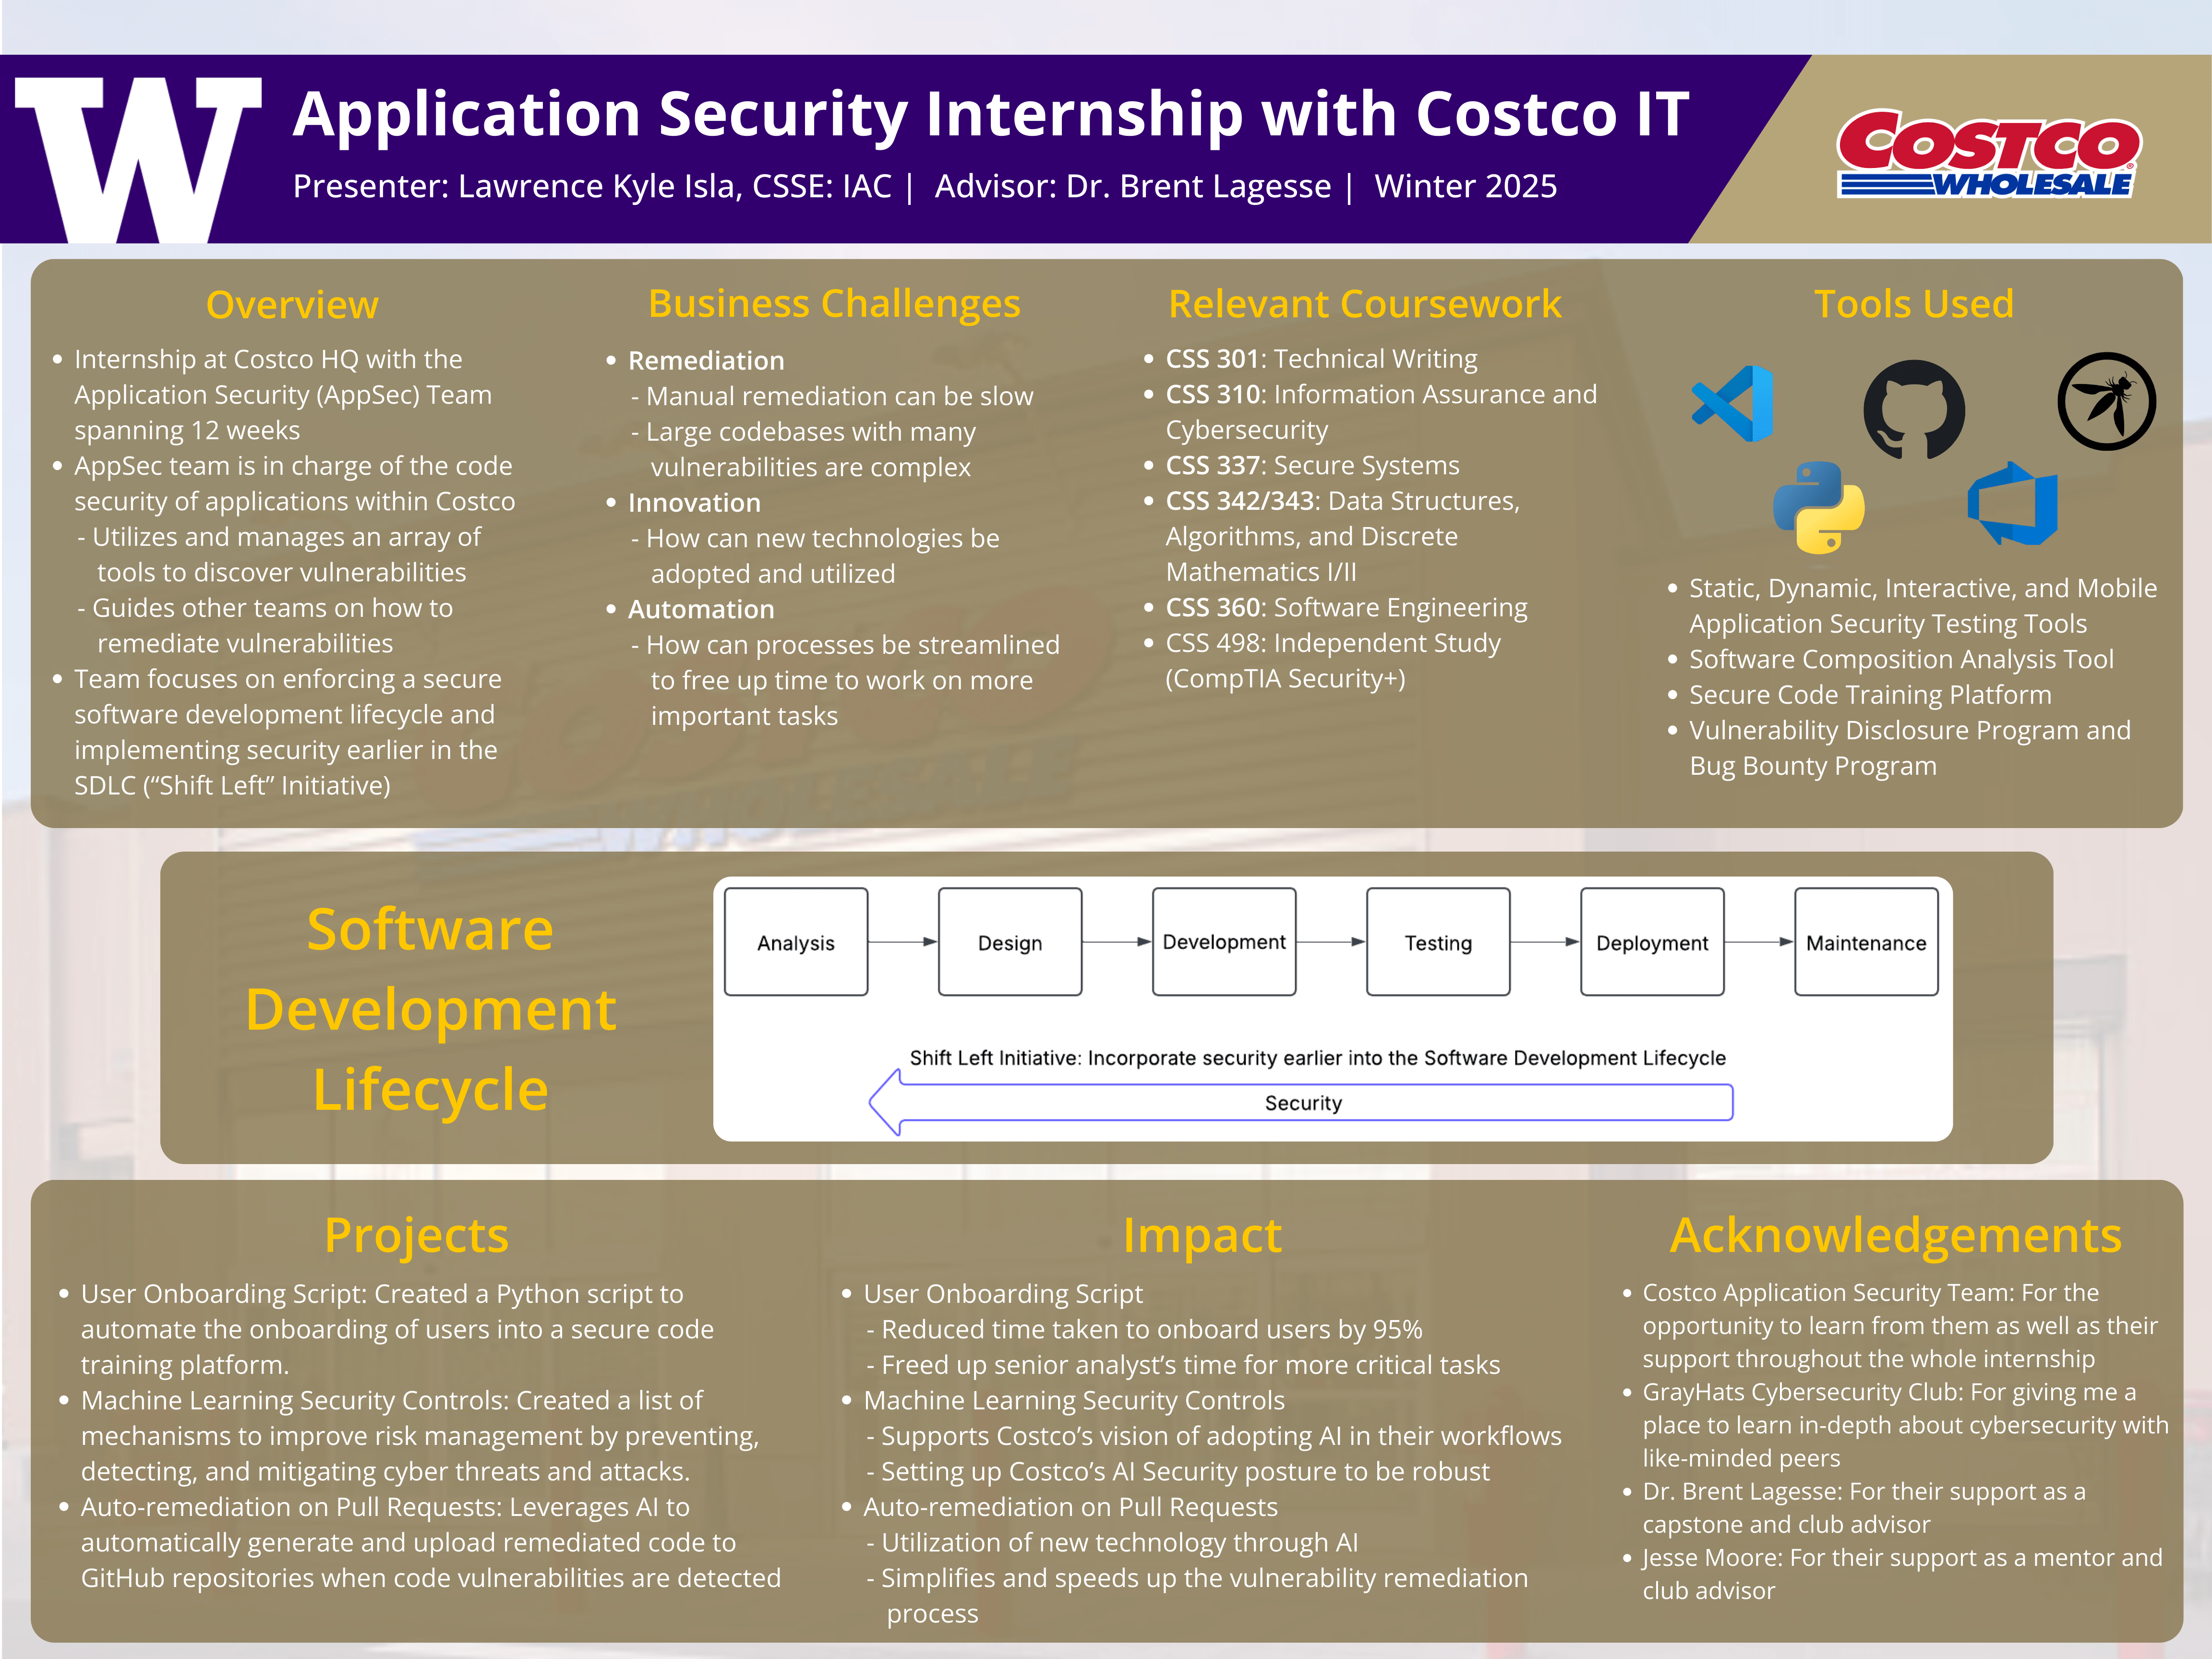 W
Application Security Internship with Costco IT
Presenter: Lawrence Kyle Isla, CSSE: IAC | Advisor: Dr. Brent Lagesse | Winter 2025
COSTCO
WHOLESALE
Overview
• Internship at Costco HQ with the
Application Security (AppSec) Team
spanning 12 weeks
• AppSec team is in charge of the code
security of applications within Costco
- Utilizes and manages an array of
tools to discover vulnerabilities
- Guides other teams on how to
remediate vulnerabilities
• Team focuses on enforcing a secure
software development lifecycle and
implementing security earlier in the
SDLC (“Shift Left” Initiative)
Business Challenges
• Remediation
- Manual remediation can be slow
- Large codebases with many
vulnerabilities are complex
• Innovation
- How can new technologies be
adopted and utilized
• Automation
- How can processes be streamlined
to free up time to work on more
important tasks
Relevant Coursework
• CSS 301: Technical Writing
• CSS 310: Information Assurance and
Cybersecurity
• CSS 337: Secure Systems
• CSS 342/343: Data Structures,
Algorithms, and Discrete
Mathematics I/II
• CSS 360: Software Engineering
• CSS 498: Independent Study
(CompTIA Security+)
Tools Used
• Static, Dynamic, Interactive, and Mobile
Application Security Testing Tools
• Software Composition Analysis Tool
• Secure Code Training Platform
• Vulnerability Disclosure Program and
Bug Bounty Program
Software
Development
Lifecycle
Analysis
Design
Development
Testing
Deployment
Maintenance
Shift Left Initiative: Incorporate security earlier into the Software Development Lifecycle
Security
Projects
• User Onboarding Script: Created a Python script to
automate the onboarding of users into a secure code
training platform.
• Machine Learning Security Controls: Created a list of
mechanisms to improve risk management by preventing,
detecting, and mitigating cyber threats and attacks.
• Auto-remediation on Pull Requests: Leverages AI to
automatically generate and upload remediated code to
GitHub repositories when code vulnerabilities are detected
Impact
• User Onboarding Script
- Reduced time taken to onboard users by 95%
- Freed up senior analyst’s time for more critical tasks
• Machine Learning Security Controls
- Supports Costco’s vision of adopting AI in their workflows
- Setting up Costco’s AI Security posture to be robust
• Auto-remediation on Pull Requests
- Utilization of new technology through AI
- Simplifies and speeds up the vulnerability remediation
process
Acknowledgements
• Costco Application Security Team: For the
opportunity to learn from them as well as their
support throughout the whole internship
• GrayHats Cybersecurity Club: For giving me a
place to learn in-depth about cybersecurity with
like-minded peers
• Dr. Brent Lagesse: For their support as a
capstone and club advisor
• Jesse Moore: For their support as a mentor and
club advisor